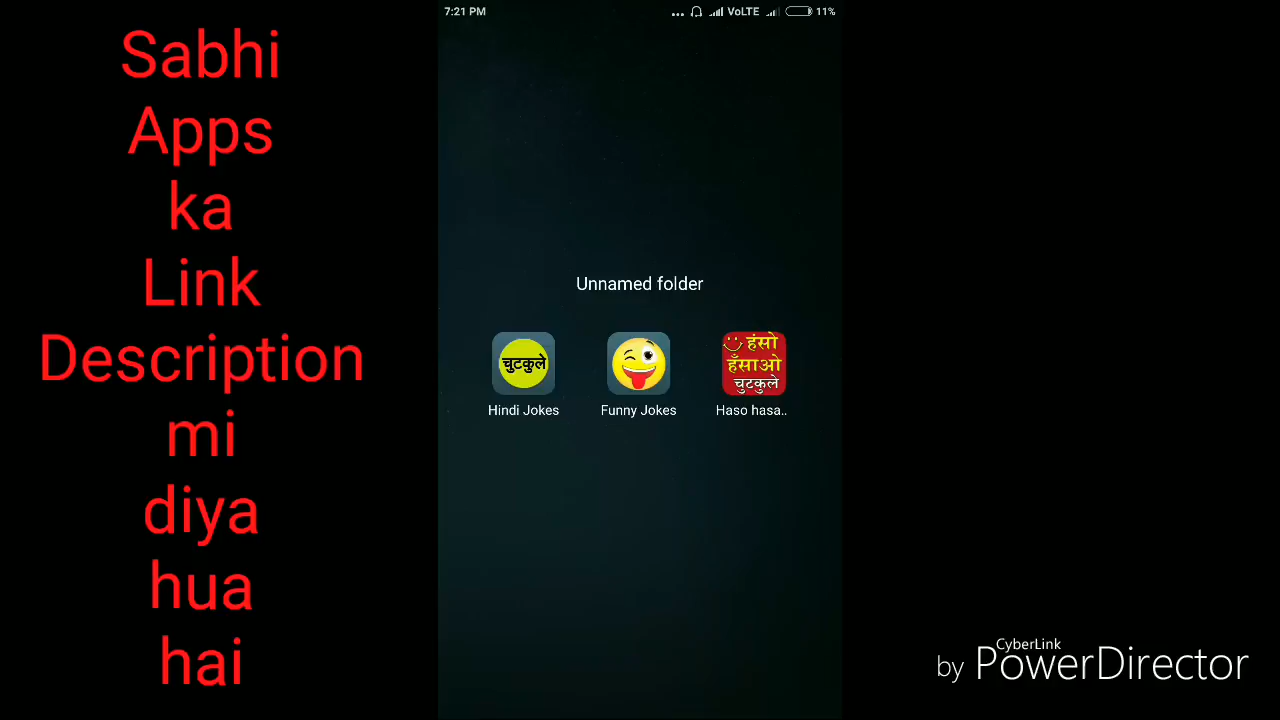 Sabhi
Apps
ka
Link
Description
mi
diya
hua
hai
7:21 PM
... VoLTE 11%
Unnamed folder
चुटकुले
हंसो
हँसाओ
चुटकुले
Hindi Jokes Funny Jokes Haso hasa..
CyberLink
by PowerDirector